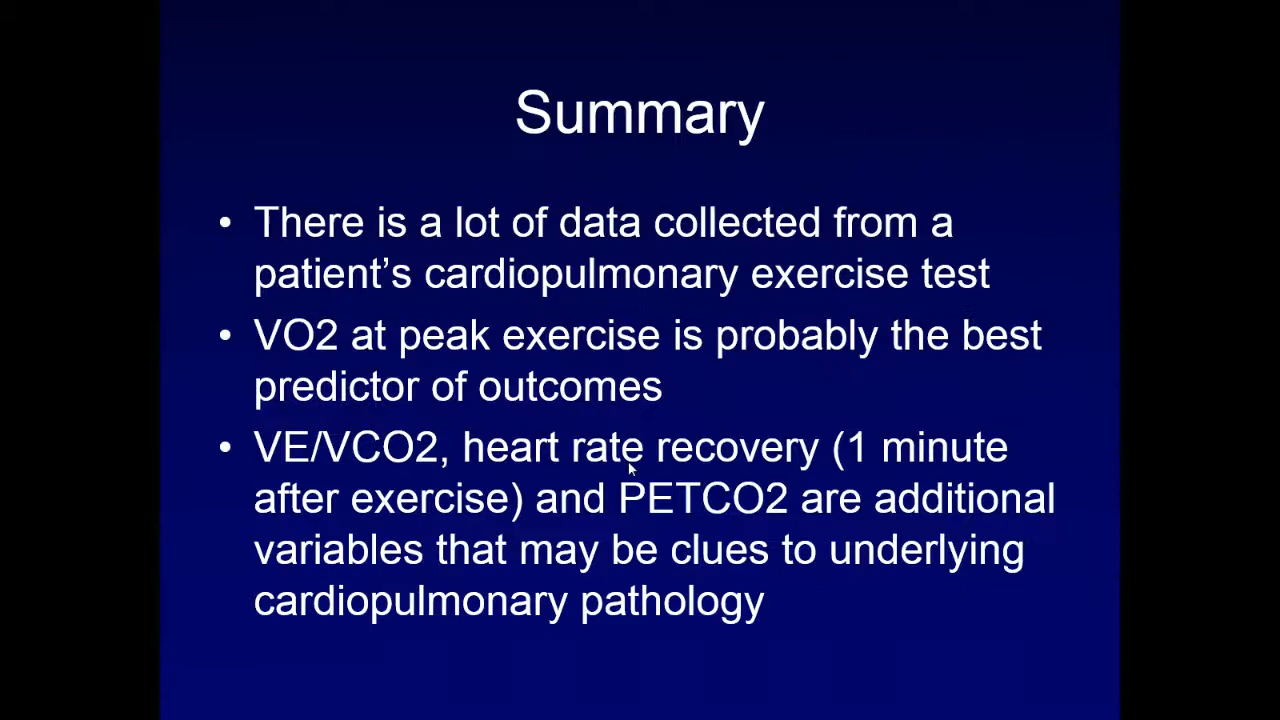 Summary
• There is a lot of data collected from a
patient’s cardiopulmonary exercise test
• VO2 at peak exercise is probably the best
predictor of outcomes
• VE/VCO2, heart rate recovery (1 minute
after exercise) and PETCO2 are additional
variables that may be clues to underlying
cardiopulmonary pathology